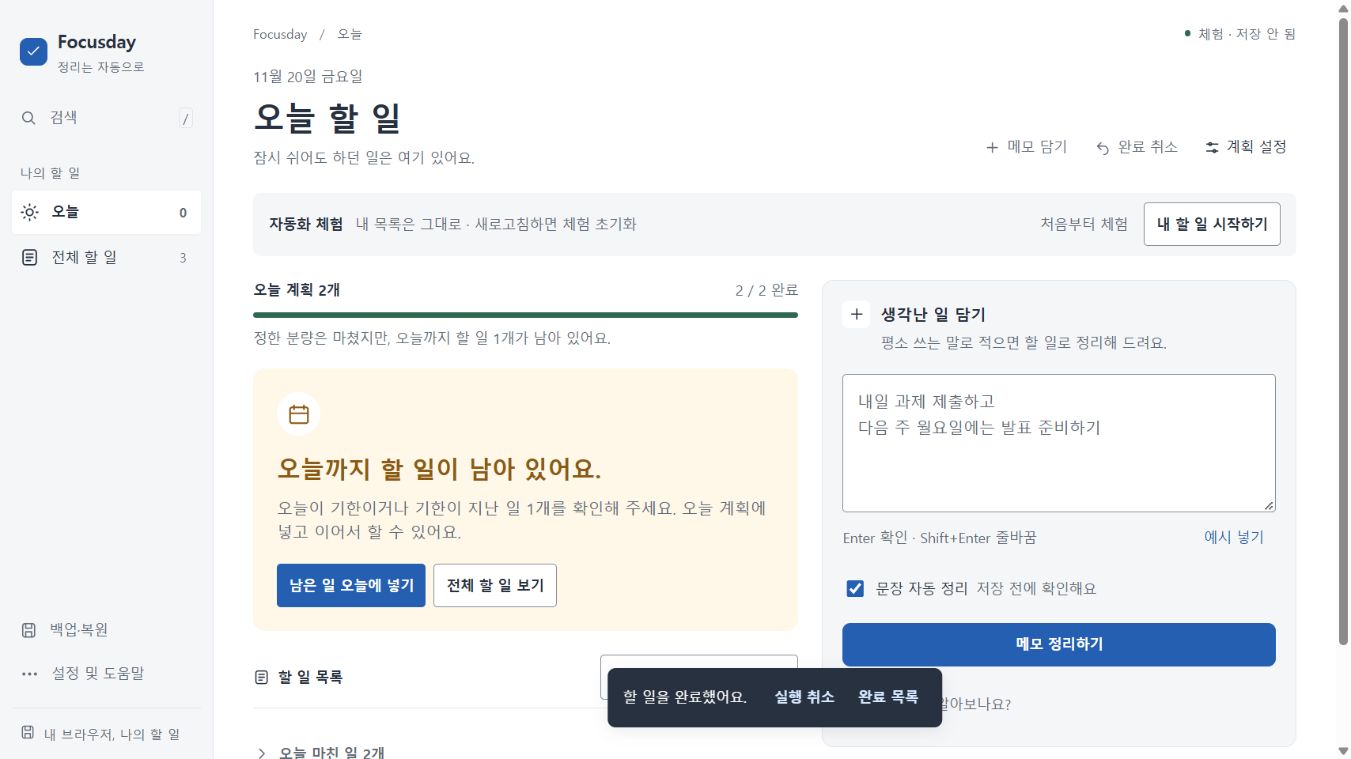 Focusday
정리는 자동으로
검색
/
나의 할 일
오늘
0
전체 할 일
3
백업·복원
설정 및 도움말
내 브라우저, 나의 할 일
Focusday / 오늘
체험 · 저장 안 됨
11월 20일 금요일
오늘 할 일
잠시 쉬어도 하던 일은 여기 있어요.
메모 담기
완료 취소
계획 설정
자동화 체험 내 목록은 그대로 · 새로고침하면 체험 초기화
처음부터 체험
내 할 일 시작하기
오늘 계획 2개
2 / 2 완료
정한 분량은 마쳤지만, 오늘까지 할 일 1개가 남아 있어요.
오늘까지 할 일이 남아 있어요.
오늘이 기한이거나 기한이 지난 일 1개를 확인해 주세요. 오늘 계획에
넣고 이어서 할 수 있어요.
남은 일 오늘에 넣기
전체 할 일 보기
할 일 목록
오늘 마친 일 2개
생각난 일 담기
평소 쓰는 말로 적으면 할 일로 정리해 드려요.
내일 과제 제출하고
다음 주 월요일에는 발표 준비하기
Enter 확인 · Shift+Enter 줄바꿈
예시 넣기
문장 자동 정리 저장 전에 확인해요
메모 정리하기
알아보나요?
할 일을 완료했어요.
실행 취소
완료 목록